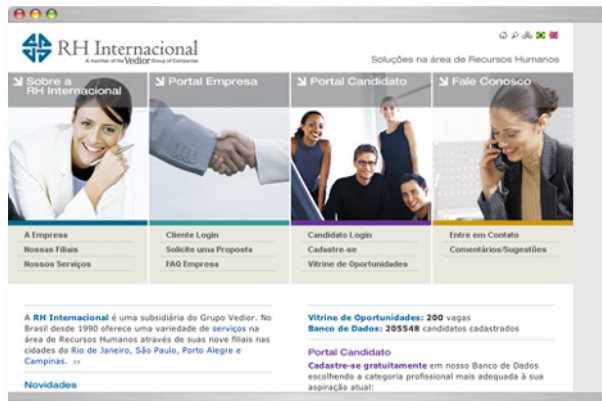 RH Internacional
A member of the Vedior Group of Companies
Soluções na área de Recursos Humanos
Sobre a
RH Internacional
Portal Empresa
Portal Candidato
Fale Conosco
A Empresa
Nossas Filiais
Nossos Serviços
Cliente Login
Solicite uma Proposta
FAQ Empresa
Candidato Login
Cadastre-se
Vitrine de Oportunidades
Entre em Contato
Comentários/Sugestões
A RH Internacional é uma subsidiária do Grupo Vedior. No
Brasil desde 1990 oferece uma variedade de serviços na
área de Recursos Humanos através de suas nove filiais nas
cidades do Rio de Janeiro, São Paulo, Porto Alegre e
Campinas. »
Novidades
Vitrine de Oportunidades: 200 vagas
Banco de Dados: 205548 candidatos cadastrados
Portal Candidato
Cadastre-se gratuitamente em nosso Banco de Dados
escolhendo a categoria profissional mais adequada à sua
aspiração atual: